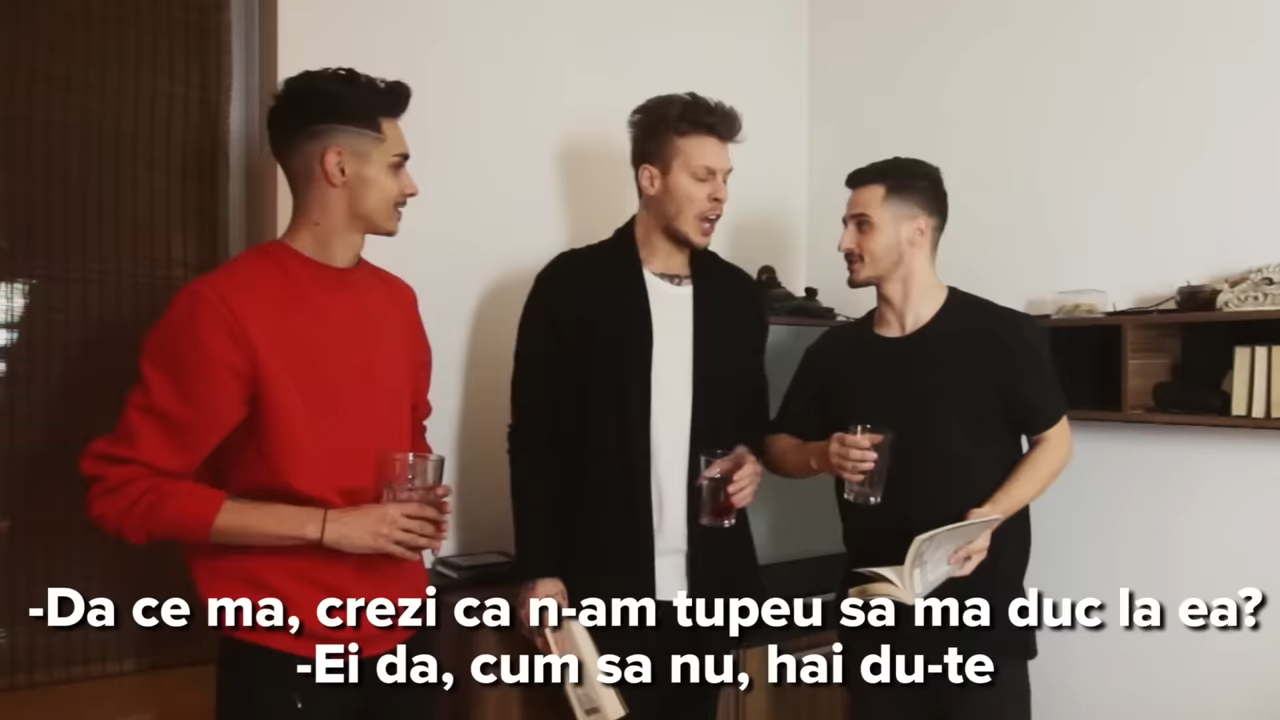 -Da ce ma, crezi ca n-am tupeu sa ma duc la ea?
-Ei da, cum sa nu, hai du-te